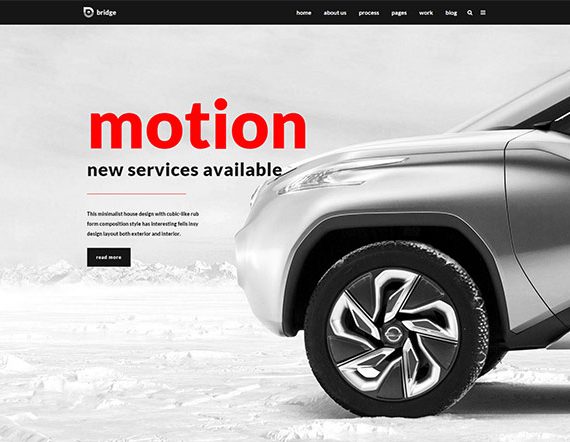 bridge
home about us process pages work blog
motion
new services available
This minimalist house design with cubic-like rub
form composition style has interesting fells insy
design layout both exterior and interior.
read more